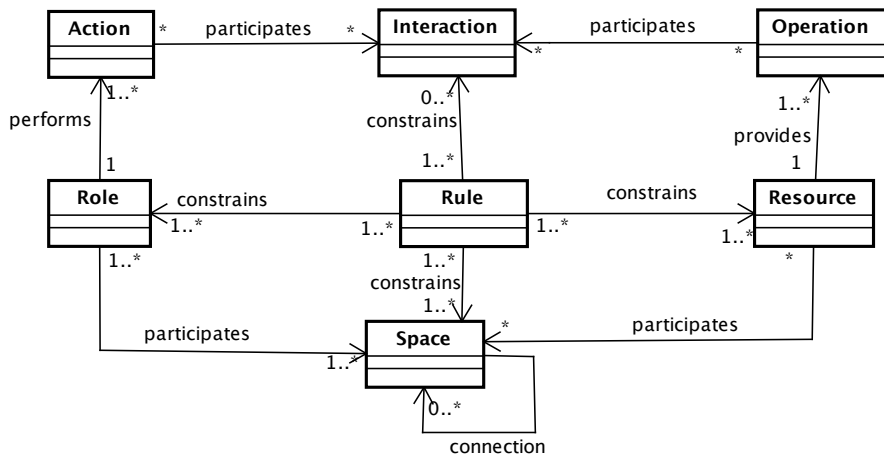 Action
*
participates
*
Interaction
participates
*
*
Operation
1..*
performs
1
0..*
constrains
1..*
1..*
provides
1
Role
constrains
1..*
1..*
Rule
constrains
1..*
1..*
Resource
1..*
1..*
constrains
1..*
*
participates
1..*
Space
*
participates
0..*
connection